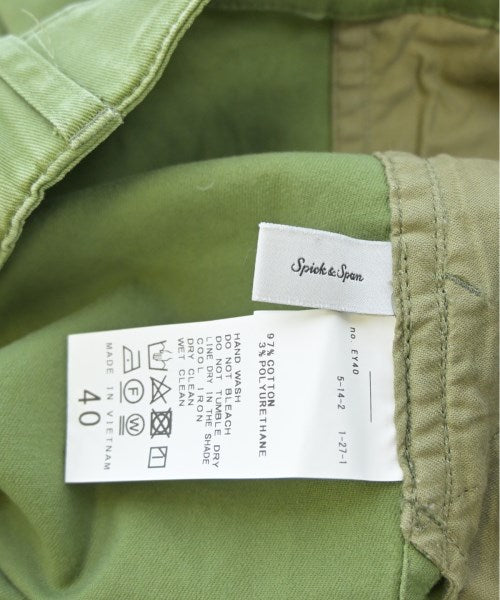 Spick & Span
no. EY40
5-14-2
1-27-1
97% COTTON
3% POLYURETHANE
HAND WASH
DO NOT BLEACH
DO NOT TUMBLE DRY
LINE DRY IN THE SHADE
COOL IRON
DRY CLEAN
WET CLEAN
F W
MADE IN VIETNAM
40